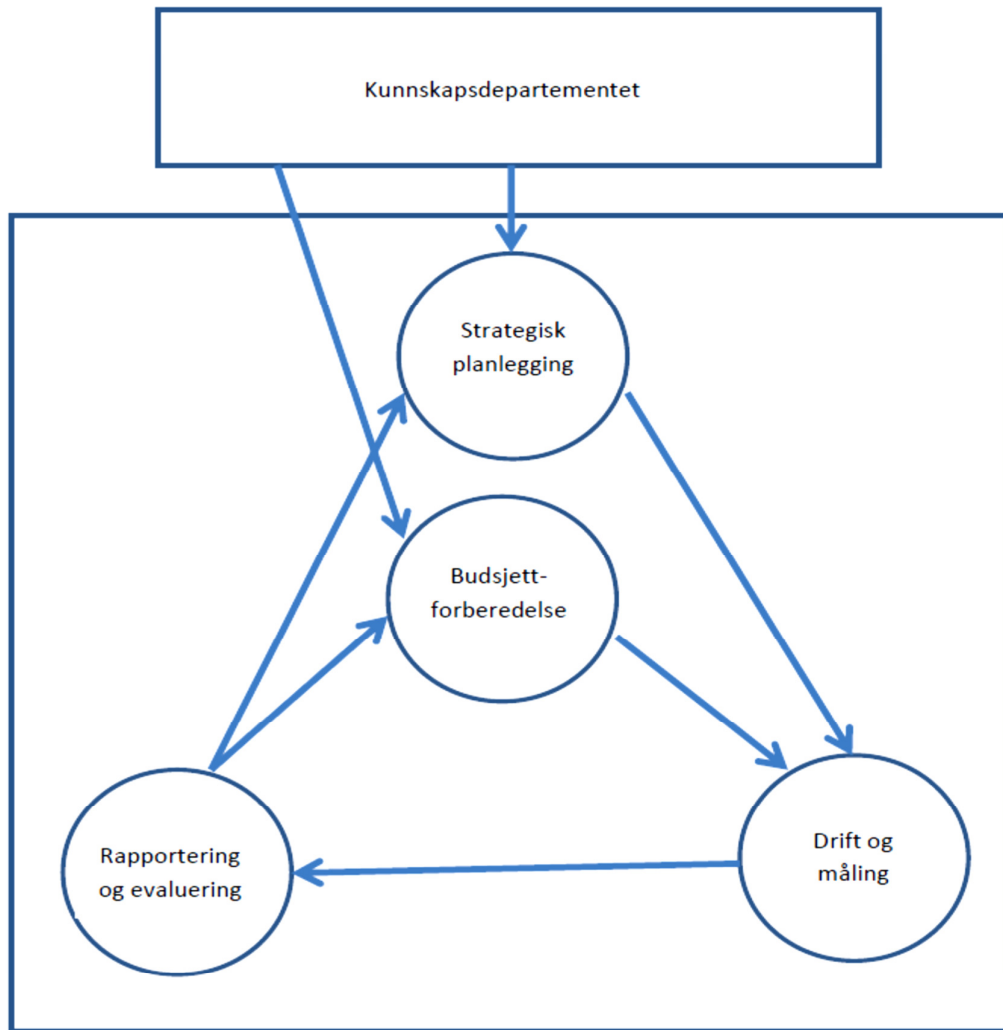 Kunnskapsdepartementet
Strategisk
planlegging
Budsjett-
forberedelse
Rapportering
og evaluering
Drift og
måling